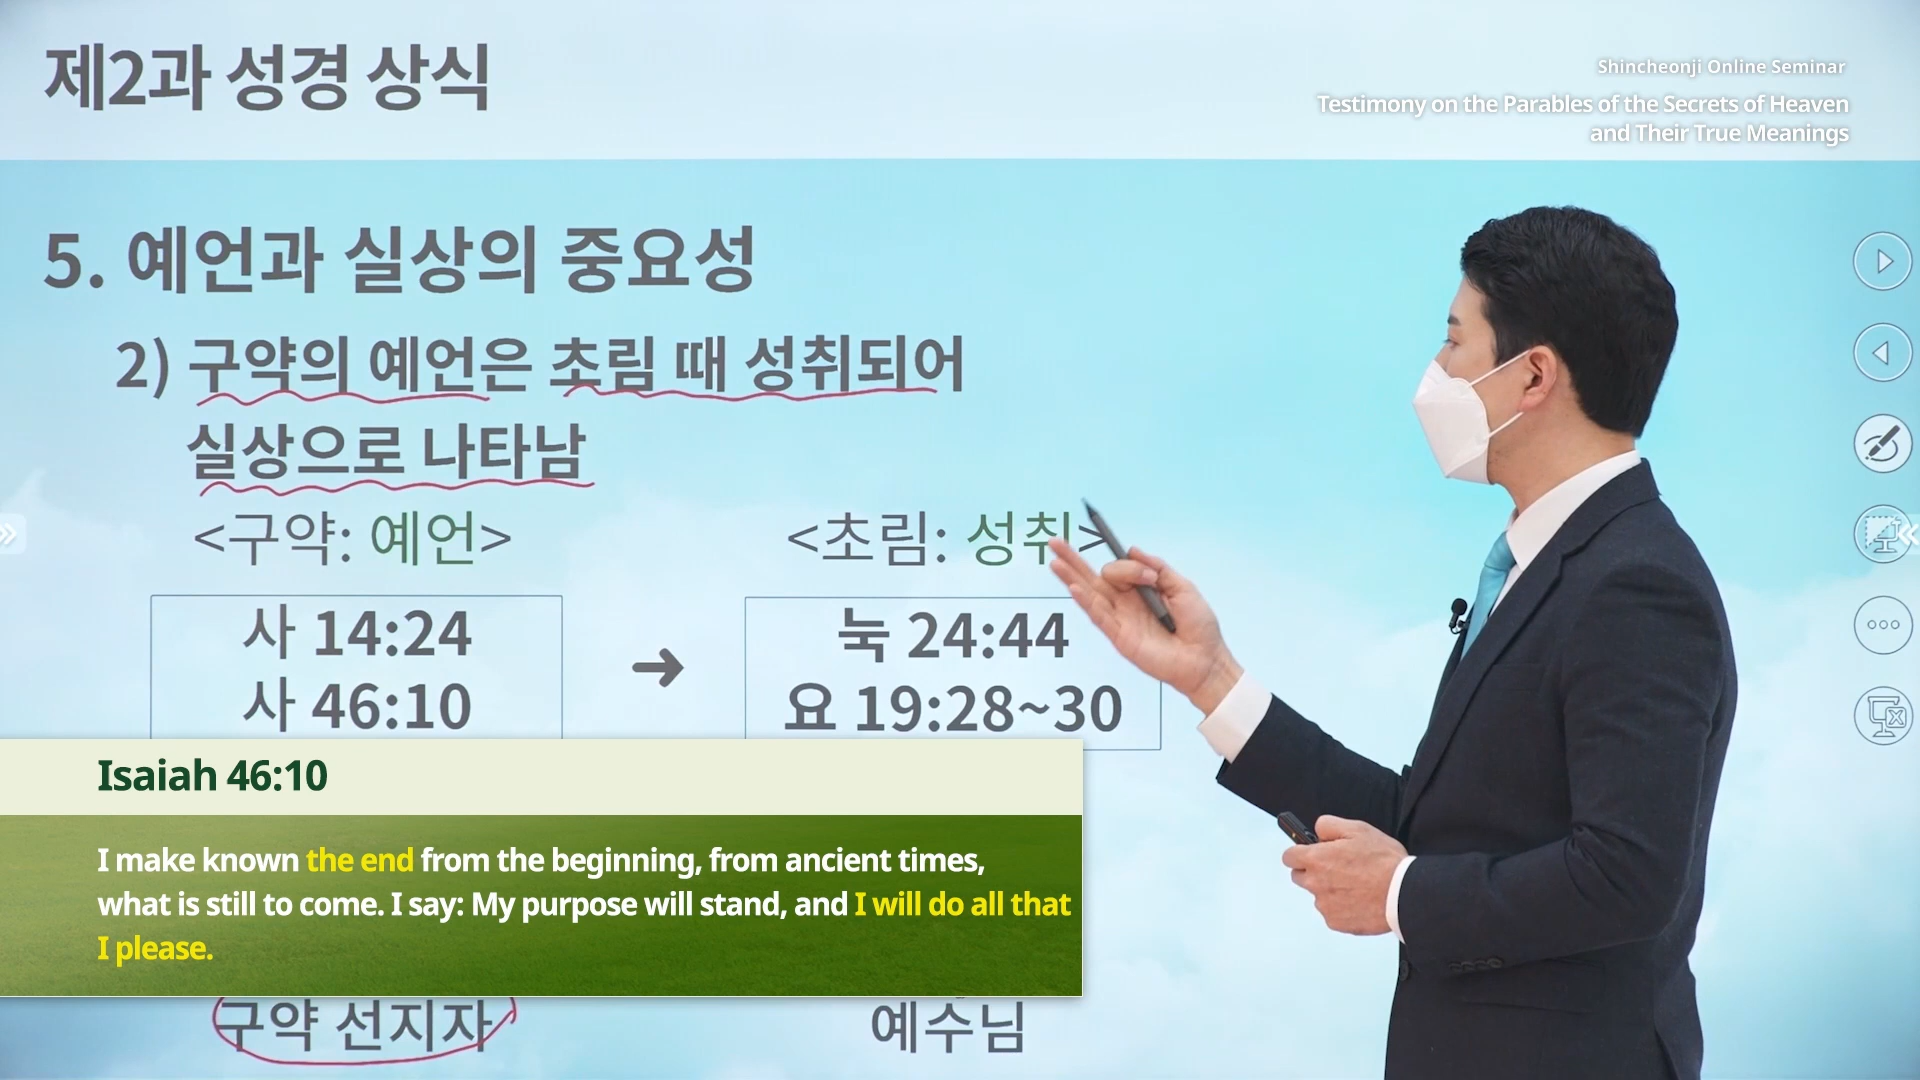 제2과 성경 상식
Shincheonji Online Seminar
Testimony on the Parables of the Secrets of Heaven
and Their True Meanings
5. 예언과 실상의 중요성
2) 구약의 예언은 초림 때 성취되어
실상으로 나타남
<구약: 예언>
<초림: 성취>
사 14:24
사 46:10
➜
눅 24:44
요 19:28~30
Isaiah 46:10
I make known the end from the beginning, from ancient times,
what is still to come. I say: My purpose will stand, and I will do all that
I please.
구약 선지자
예수님